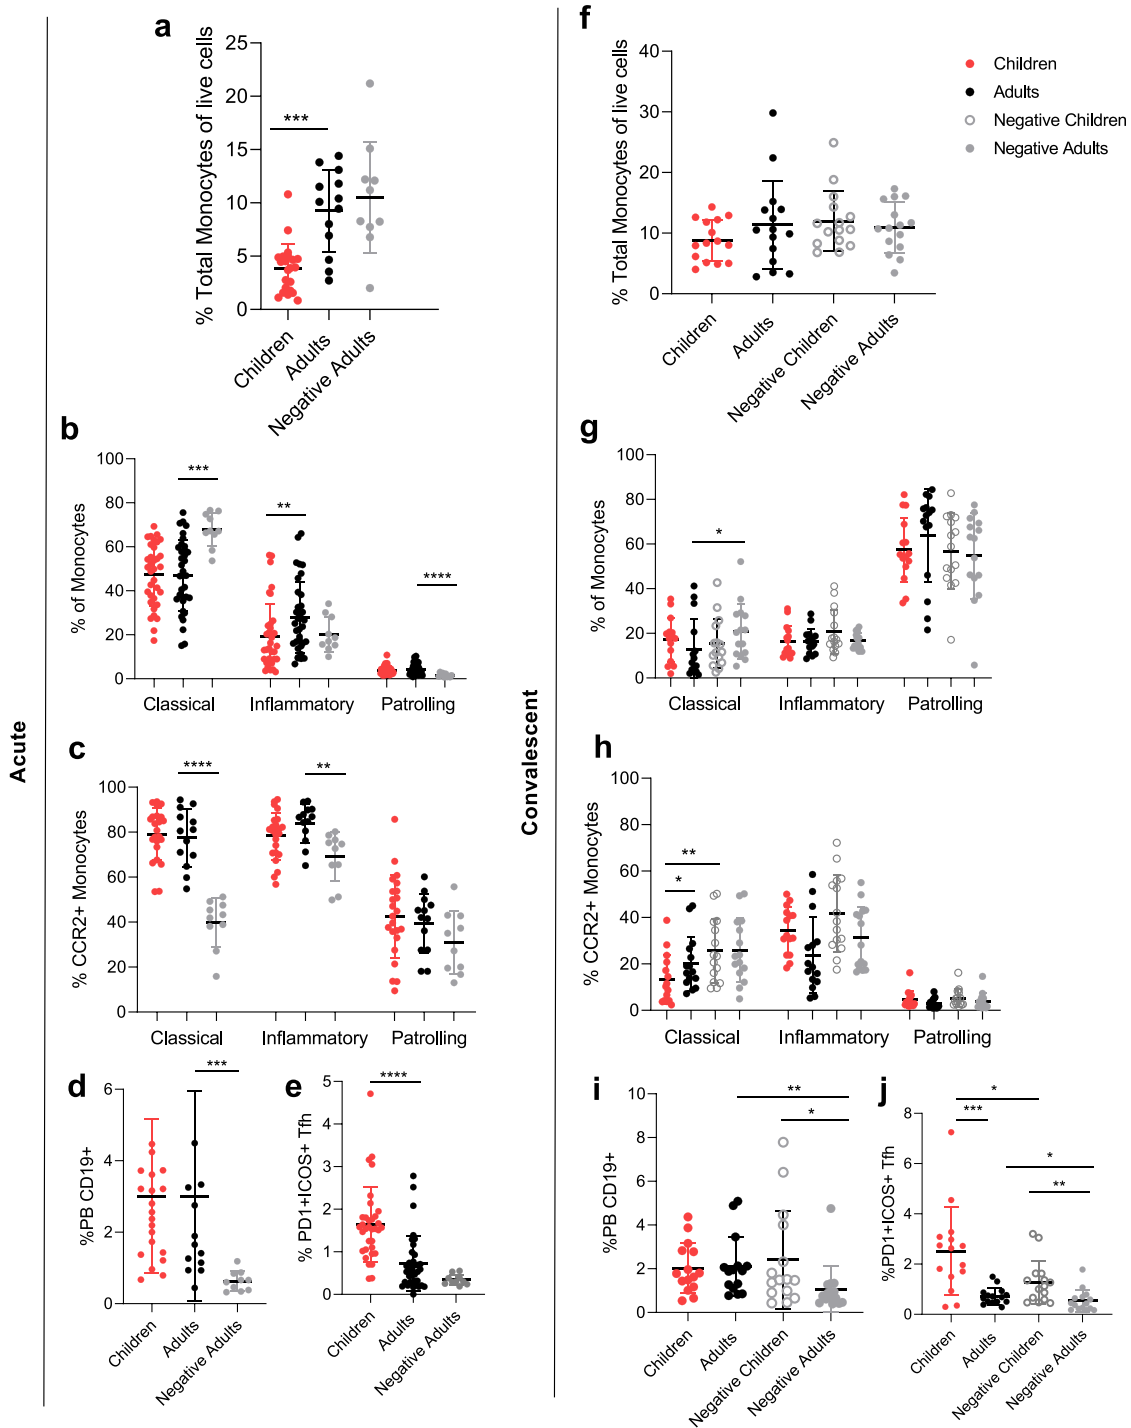 Acute
a
% Total Monocytes of live cells
25
20
15
10
5
0
***
Children
Adults
Negative Adults
b
% of Monocytes
100
80
60
40
20
0
***
**
****
Classical
Inflammatory
Patrolling
c
% CCR2+ Monocytes
100
80
60
40
20
0
****
**
Classical
Inflammatory
Patrolling
d
%PB CD19+
6
4
2
0
***
Children
Adults
Negative Adults
e
% PD1+ICOS+ Tfh
5
4
3
2
1
0
****
Children
Adults
Negative Adults
Convalescent
f
% Total Monocytes of live cells
40
30
20
10
0
Children
Adults
Negative Children
Negative Adults
Children
Adults
Negative Children
Negative Adults
g
% of Monocytes
100
80
60
40
20
0
*
Classical
Inflammatory
Patrolling
h
% CCR2+ Monocytes
100
80
60
40
20
0
**
*
Classical
Inflammatory
Patrolling
i
%PB CD19+
10
8
6
4
2
0
**
*
Children
Adults
Negative Children
Negative Adults
j
%PD1+ICOS+ Tfh
8
6
4
2
0
*
***
*
**
Children
Adults
Negative Children
Negative Adults